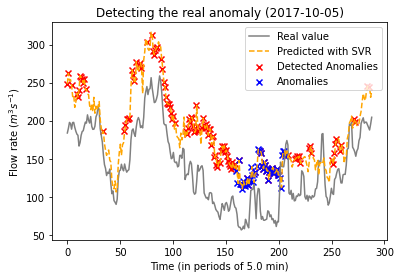 Detecting the real anomaly (2017-10-05)
Real value
Predicted with SVR
Detected Anomalies
Anomalies
Flow rate (m³s⁻¹)
300
250
200
150
100
50
0 50 100 150 200 250 300
Time (in periods of 5.0 min)